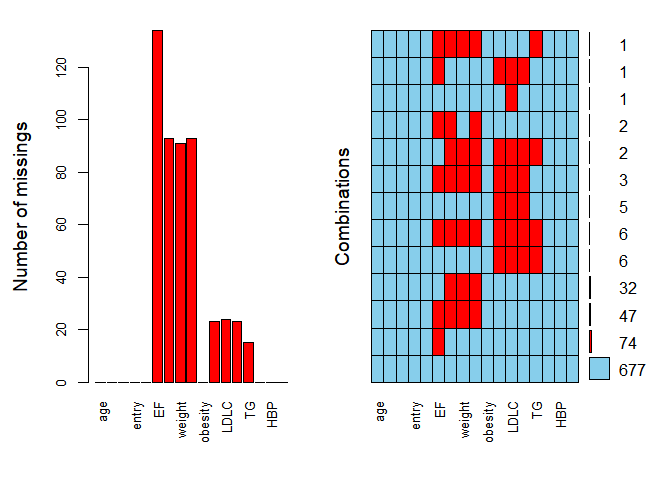 Number of missings
0
20
40
60
80
100
120
age
entry
EF
weight
obesity
LDLC
TG
HBP
Combinations
age
entry
EF
weight
obesity
LDLC
TG
HBP
1
1
1
2
2
3
5
6
6
32
47
74
677